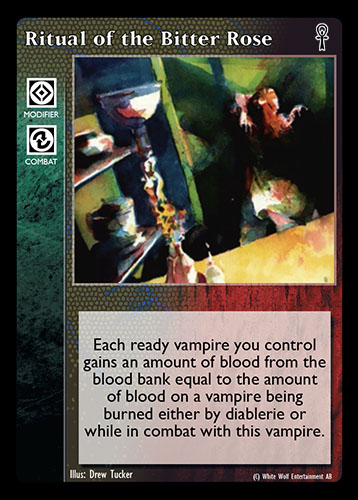 Ritual of the Bitter Rose
MODIFIER
COMBAT
Each ready vampire you control
gains an amount of blood from the
blood bank equal to the amount
of blood on a vampire being
burned either by diablerie or
while in combat with this vampire.
Illus: Drew Tucker
(C) White Wolf Entertainment AB